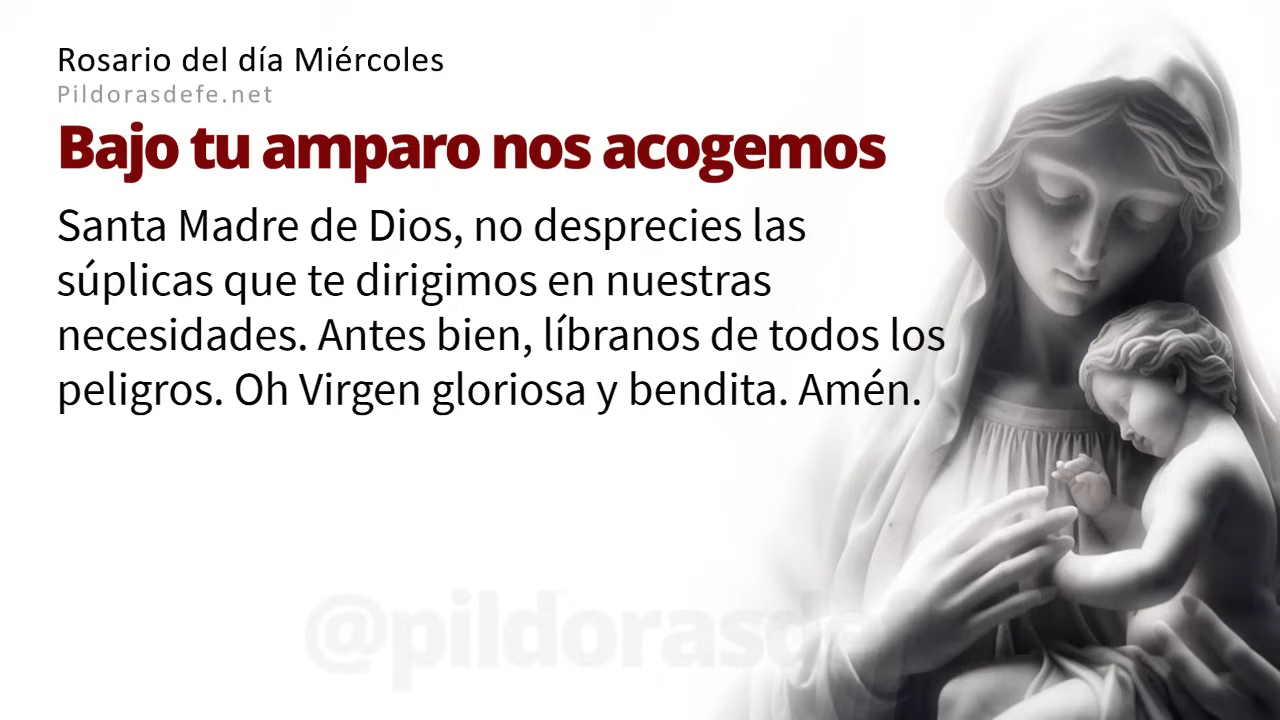 Rosario del día Miércoles
Pildorasdefe.net
Bajo tu amparo nos acogemos
Santa Madre de Dios, no desprecies las
súplicas que te dirigimos en nuestras
necesidades. Antes bien, líbranos de todos los
peligros. Oh Virgen gloriosa y bendita. Amén.
@pildorasdef